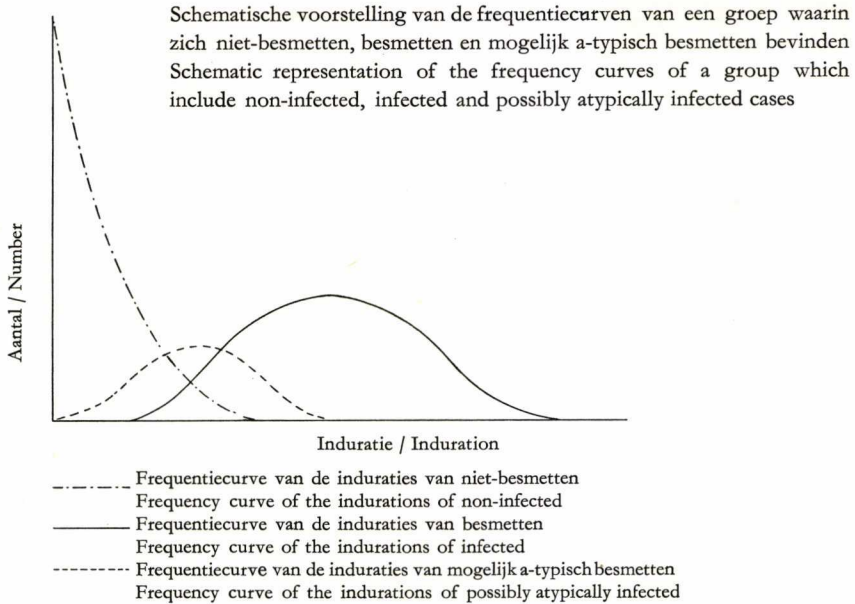 Schematische voorstelling van de frequentiecurven van een groep waarin
zich niet-besmetten, besmetten en mogelijk a-typisch besmetten bevinden
Schematic representation of the frequency curves of a group which
include non-infected, infected and possibly atypically infected cases
Aantal / Number
Induratie / Induration
Frequentiecurve van de induraties van niet-besmetten
Frequency curve of the indurations of non-infected
Frequentiecurve van de induraties van besmetten
Frequency curve of the indurations of infected
Frequentiecurve van de induraties van mogelijk a-typisch besmetten
Frequency curve of the indurations of possibly atypically infected